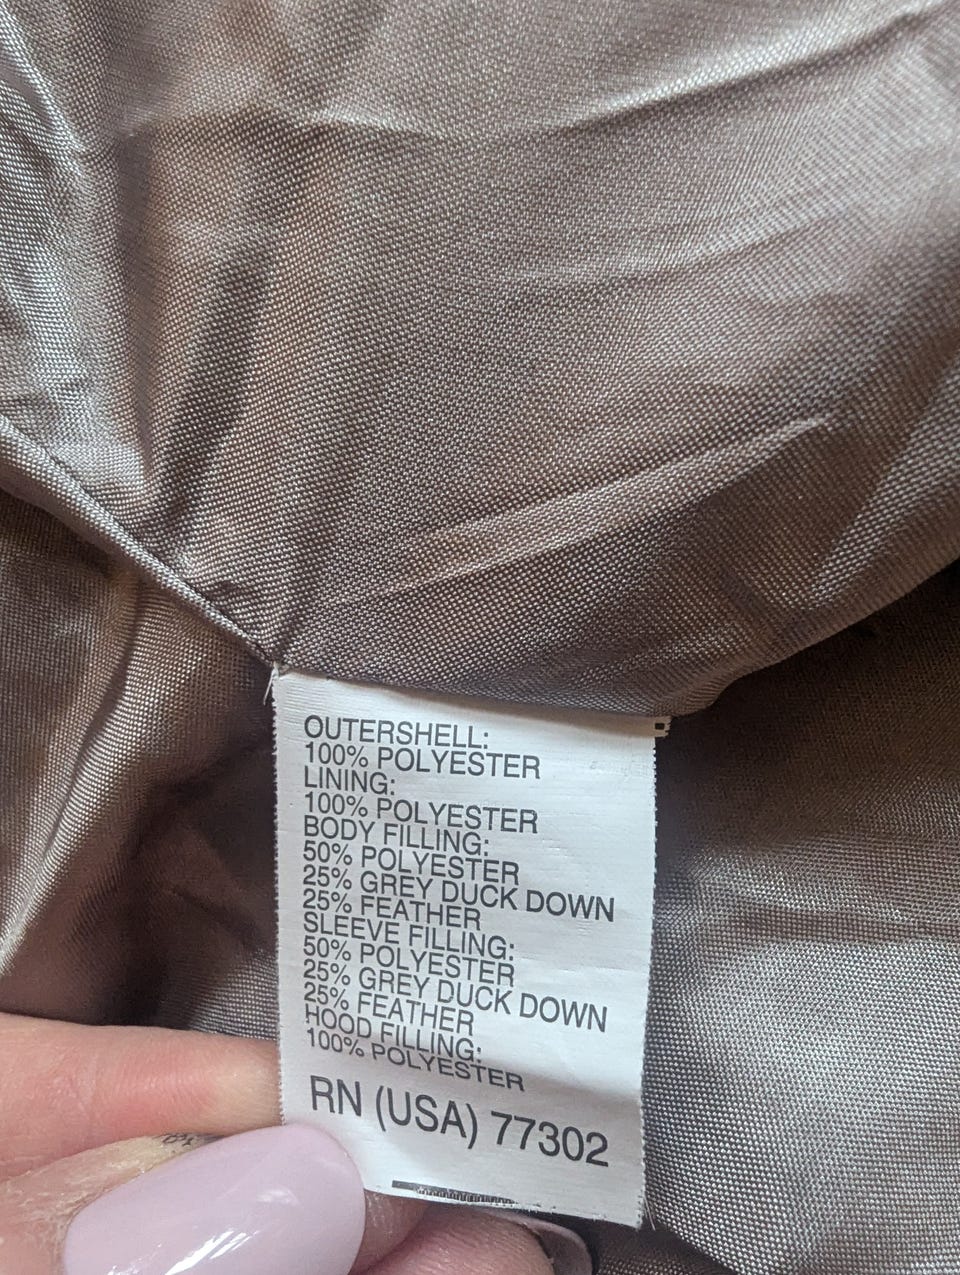 OUTERSHELL:
100% POLYESTER
LINING:
100% POLYESTER
BODY FILLING:
50% POLYESTER
25% GREY DUCK DOWN
25% FEATHER
SLEEVE FILLING:
50% POLYESTER
25% GREY DUCK DOWN
25% FEATHER
HOOD FILLING:
100% POLYESTER
RN (USA) 77302